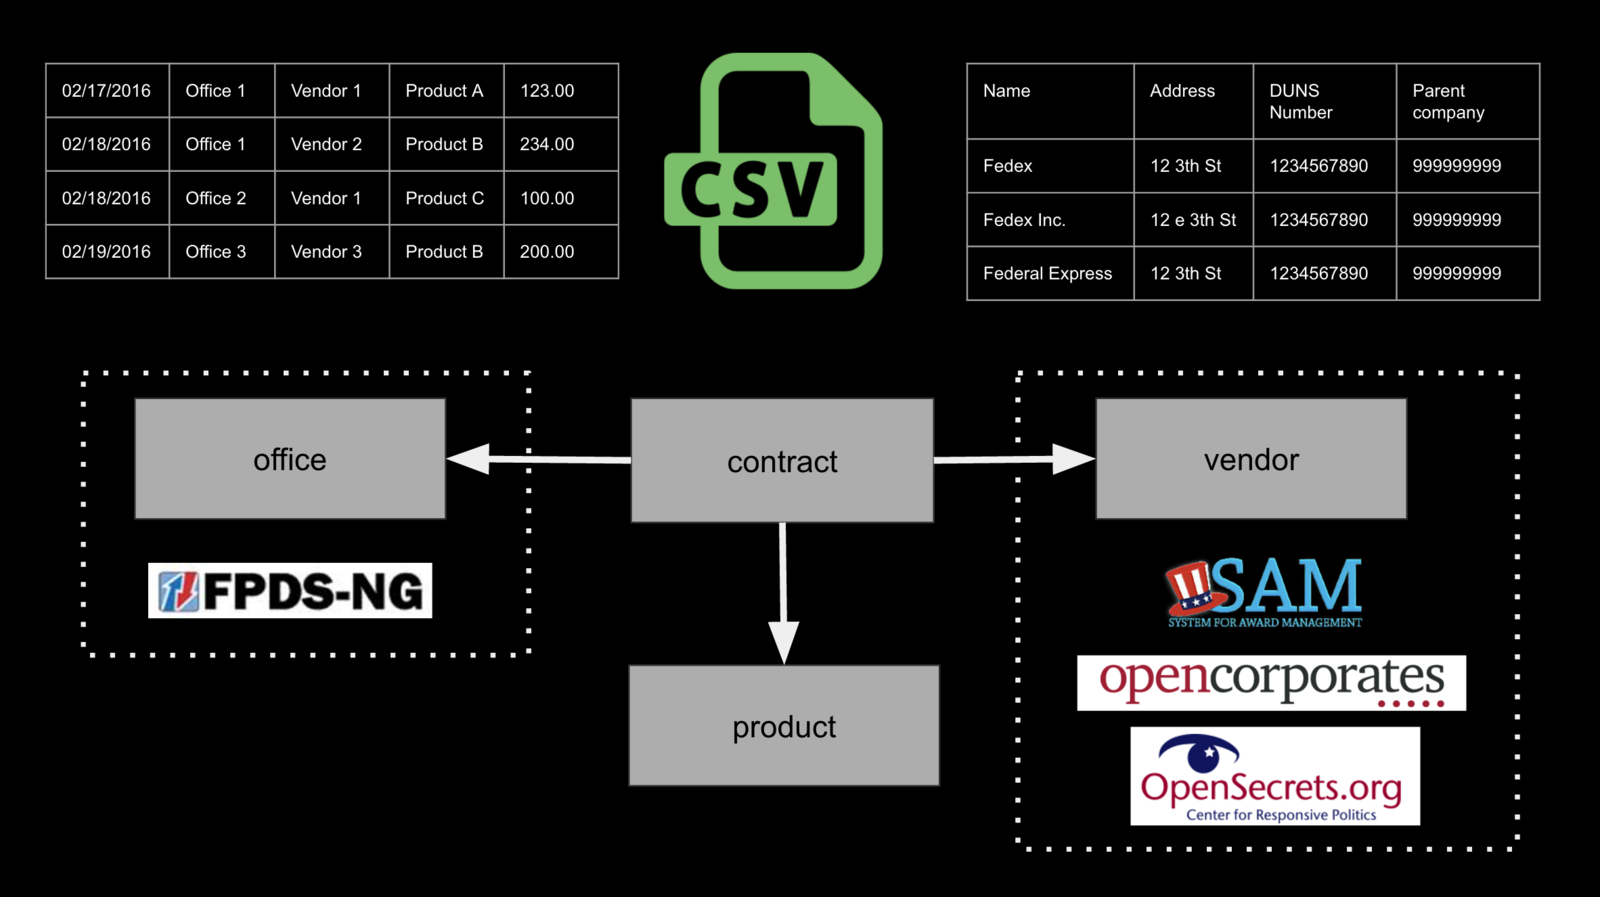 02/17/2016 Office 1 Vendor 1 Product A 123.00
02/18/2016 Office 1 Vendor 2 Product B 234.00
02/18/2016 Office 2 Vendor 1 Product C 100.00
02/19/2016 Office 3 Vendor 3 Product B 200.00
CSV
Name Address DUNS Number Parent company
Fedex 12 3th St 1234567890 999999999
Fedex Inc. 12 e 3th St 1234567890 999999999
Federal Express 12 3th St 1234567890 999999999
office
contract
vendor
FPDS-NG
product
SAM
SYSTEM FOR AWARD MANAGEMENT
opencorporates
OpenSecrets.org
Center for Responsive Politics